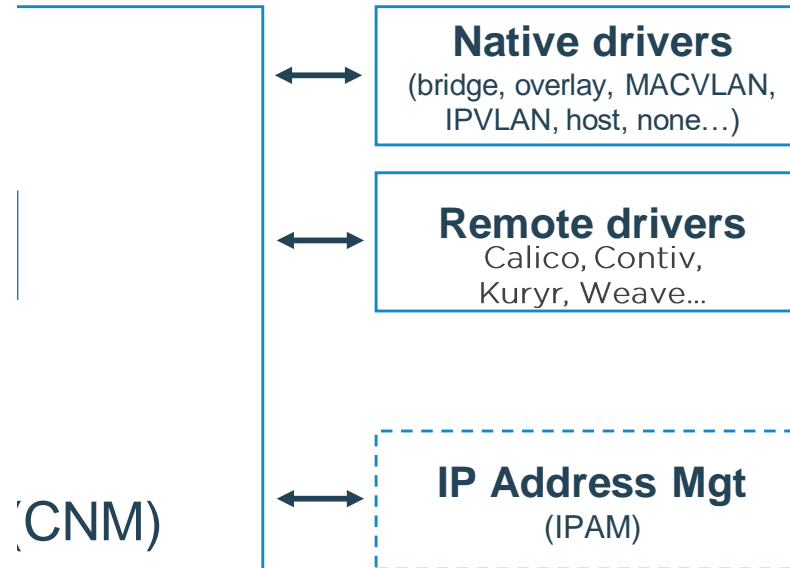 Native drivers
(bridge, overlay, MACVLAN,
IPVLAN, host, none…)
Remote drivers
Calico, Contiv,
Kuryr, Weave…
IP Address Mgt
(IPAM)
(CNM)